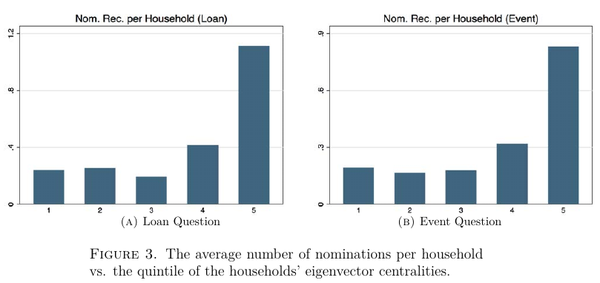 Nom. Rec. per Household (Loan)
1.2
.8
.4
0
1 2 3 4 5
(A) Loan Question
Nom. Rec. per Household (Event)
.9
.6
.3
0
1 2 3 4 5
(B) Event Question
FIGURE 3. The average number of nominations per household
vs. the quintile of the households' eigenvector centralities.